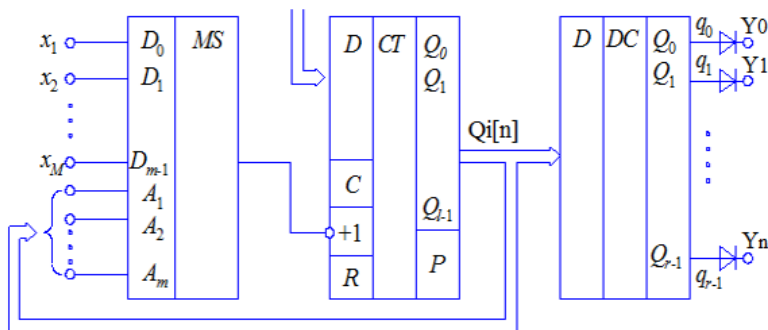 x1 D0 MS D CT Q0 D DC Q0 q0 Y0
x2 D1 Q1 Q1 q1 Y1
Qi[n]
xM Dm-1
A1 C
A2 +1 Ql-1
Am R P Qr-1 qr-1 Yn